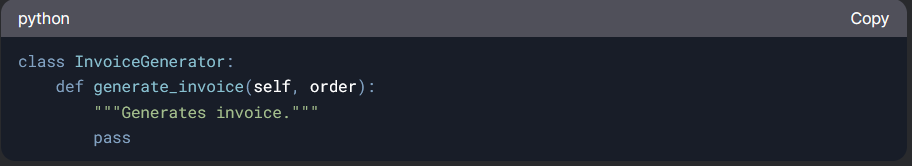 python
Copy
class InvoiceGenerator:
    def generate_invoice(self, order):
        """Generates invoice."""
        pass